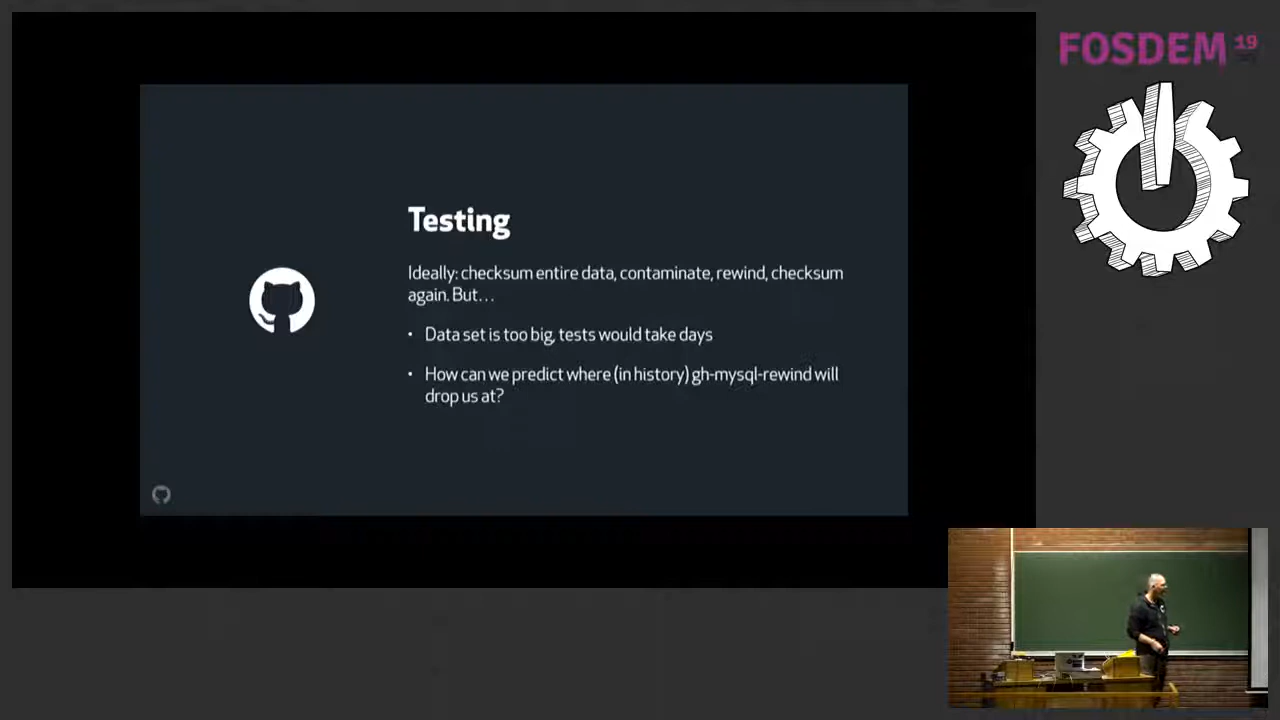 FOSDEM 19
Testing
Ideally: checksum entire data, contaminate, rewind, checksum
again. But…
• Data set is too big, tests would take days
• How can we predict where (in history) gh-mysql-rewind will
drop us at?